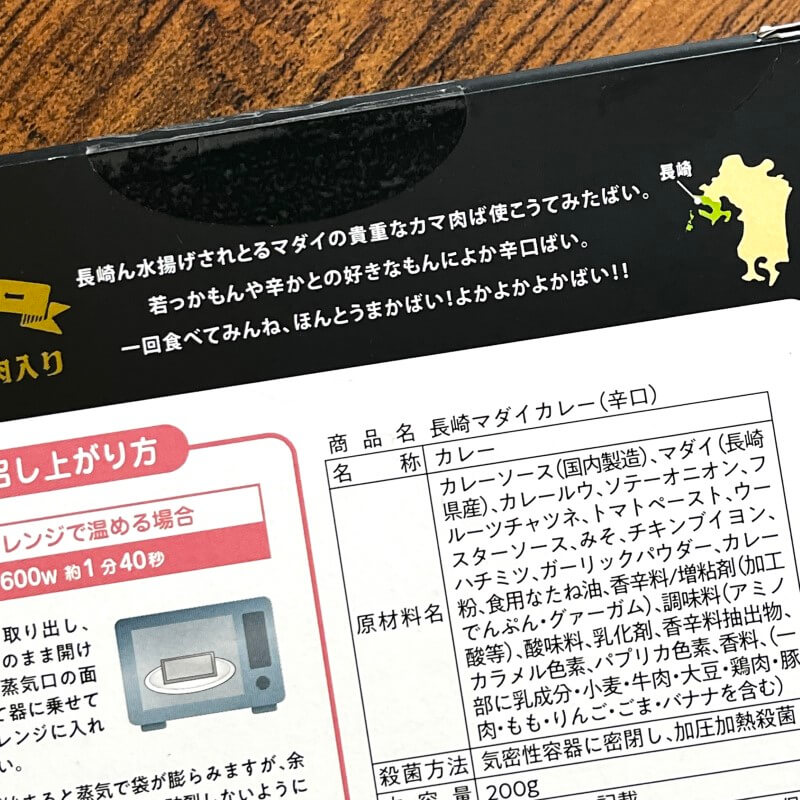 長崎
長崎ん水揚げされとるマダイの貴重なカマ肉ば使こうてみたばい。
若っかもんや辛かとの好きなもんによか辛口ばい。
一回食べてみんね、ほんとうまかばい！よかよかよかばい！！
肉入り
召し上がり方
レンジで温める場合
600w 約1分40秒
取り出し、
のまま開け
蒸気口の面
て器に乗せて
レンジに入れ
い。
まると蒸気で袋が膨らみますが、余
しないように
商品名 長崎マダイカレー（辛口）
名称 カレー
原材料名
カレーソース（国内製造）、マダイ（長崎
県産）、カレールウ、ソテーオニオン、フ
ルーツチャツネ、トマトペースト、ウー
スターソース、みそ、チキンブイヨン、
ハチミツ、ガーリックパウダー、カレー
粉、食用なたね油、香辛料/増粘剤（加工
でんぷん・グァーガム）、調味料（アミノ
酸等）、酸味料、乳化剤、香辛料抽出物、
カラメル色素、パプリカ色素、香料、（一
部に乳成分・小麦・牛肉・大豆・鶏肉・豚
肉・もも・りんご・ごま・バナナを含む）
殺菌方法 気密性容器に密閉し、加圧加熱殺菌
内容量 200g
記載